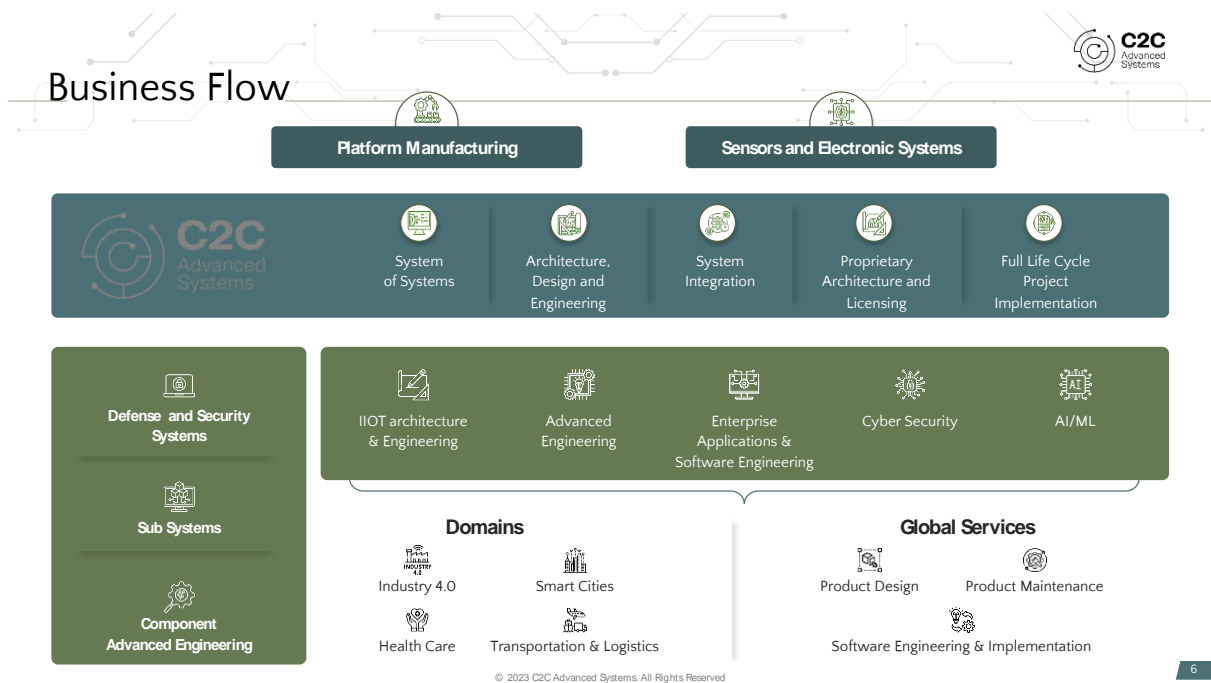 C2C
Advanced
Systems
Business Flow
Platform Manufacturing
Sensors and Electronic Systems
C2C
Advanced
Systems
System
of Systems
Architecture,
Design and
Engineering
System
Integration
Proprietary
Architecture and
Licensing
Full Life Cycle
Project
Implementation
Defense and Security
Systems
Sub Systems
Component
Advanced Engineering
IIOT architecture
& Engineering
Advanced
Engineering
Enterprise
Applications &
Software Engineering
Cyber Security
AI
AI/ML
Domains
INDUSTRY
4.0
Industry 4.0
Smart Cities
Health Care
Transportation & Logistics
Global Services
Product Design
Product Maintenance
Software Engineering & Implementation
© 2023 C2C Advanced Systems. All Rights Reserved
6